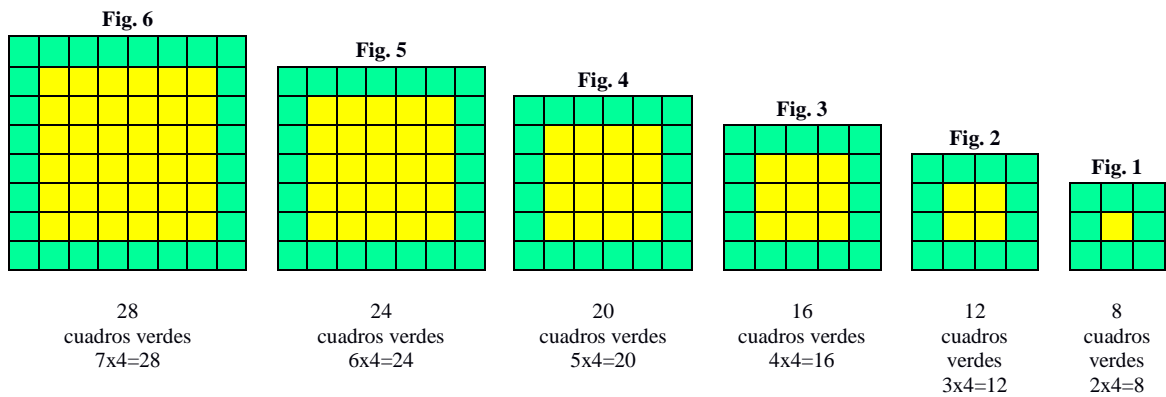 Fig. 6
Fig. 5
Fig. 4
Fig. 3
Fig. 2
Fig. 1
28
cuadros verdes
7x4=28
24
cuadros verdes
6x4=24
20
cuadros verdes
5x4=20
16
cuadros verdes
4x4=16
12
cuadros
verdes
3x4=12
8
cuadros
verdes
2x4=8